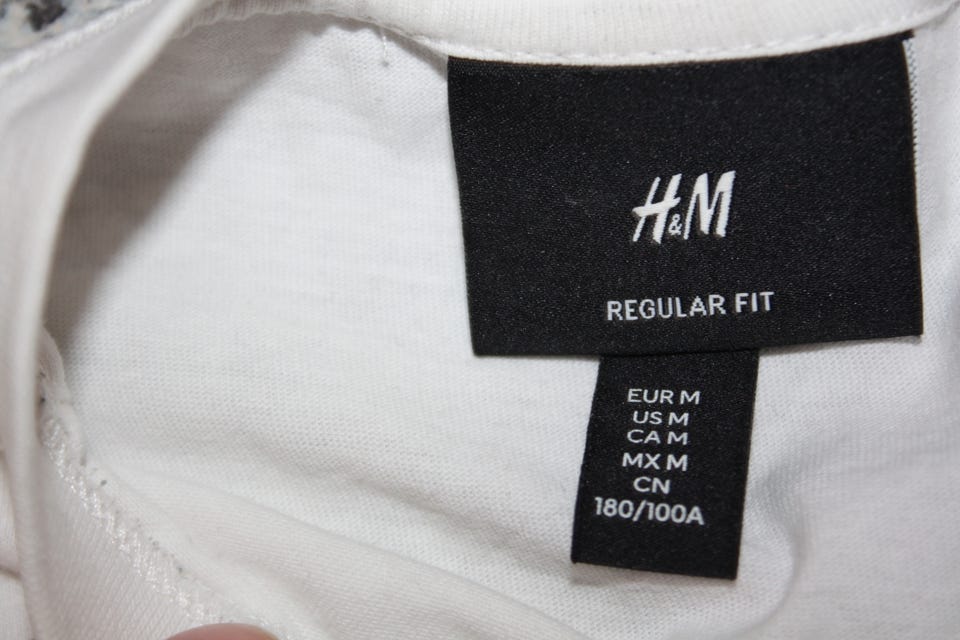 H&M
REGULAR FIT
EUR M
US M
CA M
MX M
CN
180/100A